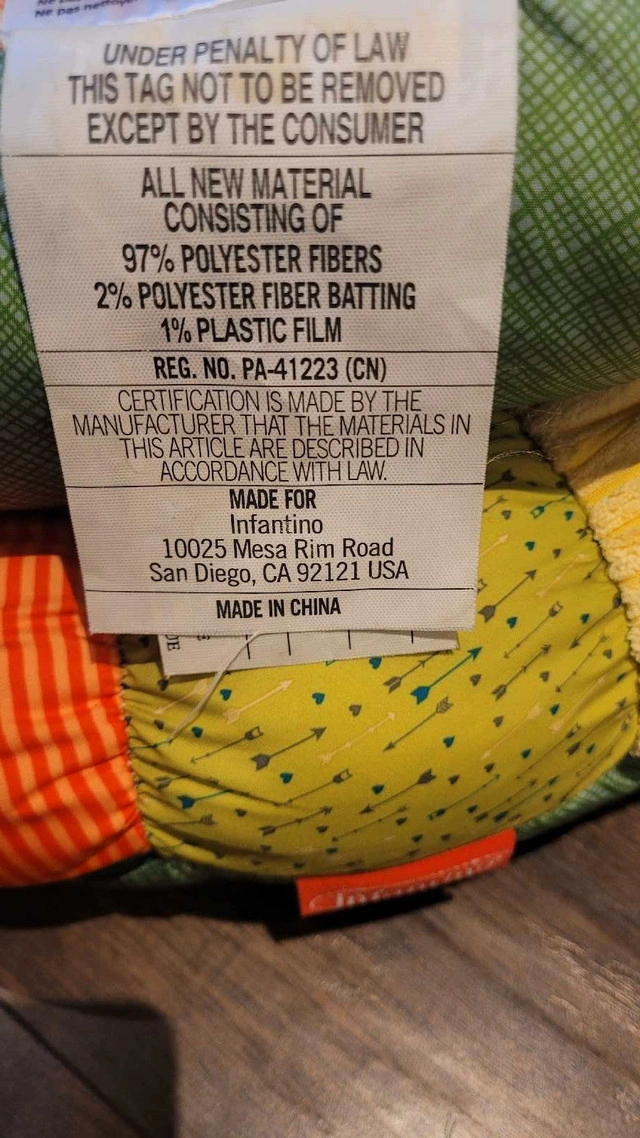 Ne pas nettoyer
UNDER PENALTY OF LAW
THIS TAG NOT TO BE REMOVED
EXCEPT BY THE CONSUMER
ALL NEW MATERIAL
CONSISTING OF
97% POLYESTER FIBERS
2% POLYESTER FIBER BATTING
1% PLASTIC FILM
REG. NO. PA-41223 (CN)
CERTIFICATION IS MADE BY THE
MANUFACTURER THAT THE MATERIALS IN
THIS ARTICLE ARE DESCRIBED IN
ACCORDANCE WITH LAW.
MADE FOR
Infantino
10025 Mesa Rim Road
San Diego, CA 92121 USA
MADE IN CHINA